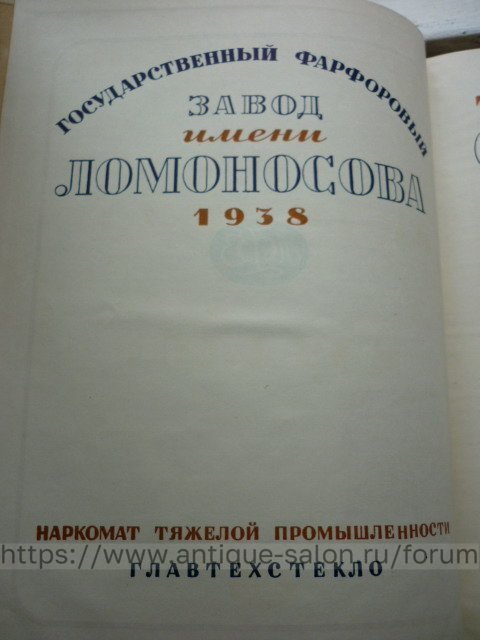 ГОСУДАРСТВЕННЫЙ ФАРФОРОВЫЙ
ЗАВОД
имени
ЛОМОНОСОВА
1938
НАРКОМАТ ТЯЖЕЛОЙ ПРОМЫШЛЕННОСТИ
https://www.antique-salon.ru/forum
ГЛАВТЕХСТЕКЛО